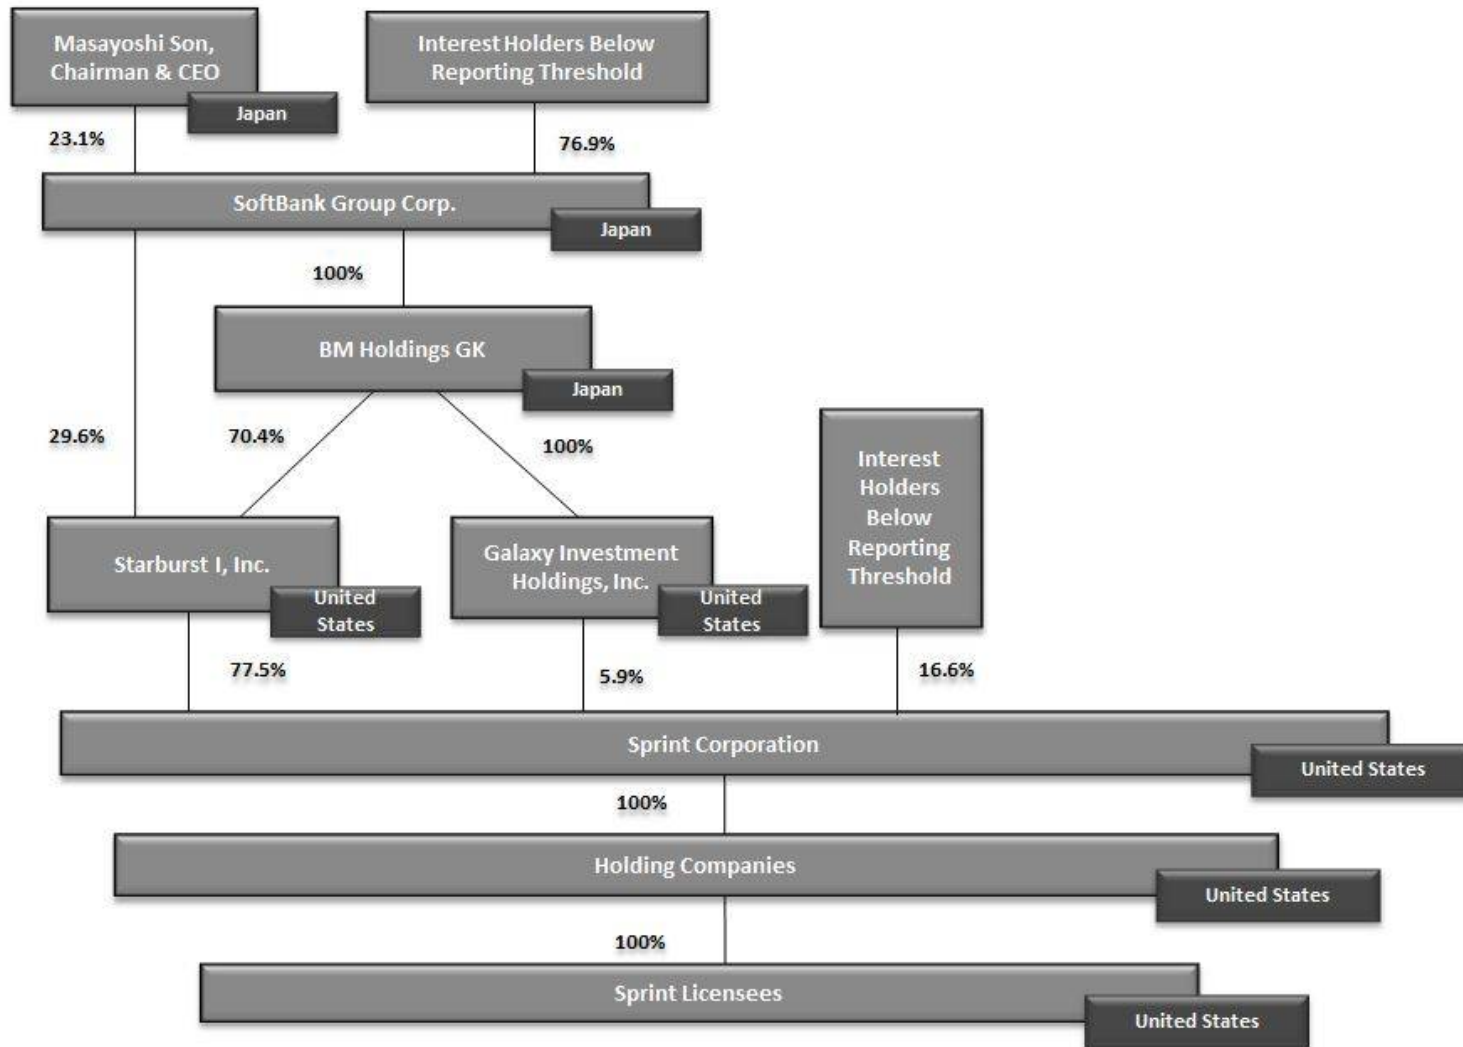 Masayoshi Son,
Chairman & CEO
Japan
Interest Holders Below
Reporting Threshold
23.1%
76.9%
SoftBank Group Corp.
Japan
100%
BM Holdings GK
Japan
29.6%
70.4%
100%
Interest
Holders
Below
Reporting
Threshold
Starburst I, Inc.
United
States
Galaxy Investment
Holdings, Inc.
United
States
77.5%
5.9%
16.6%
Sprint Corporation
United States
100%
Holding Companies
United States
100%
Sprint Licensees
United States